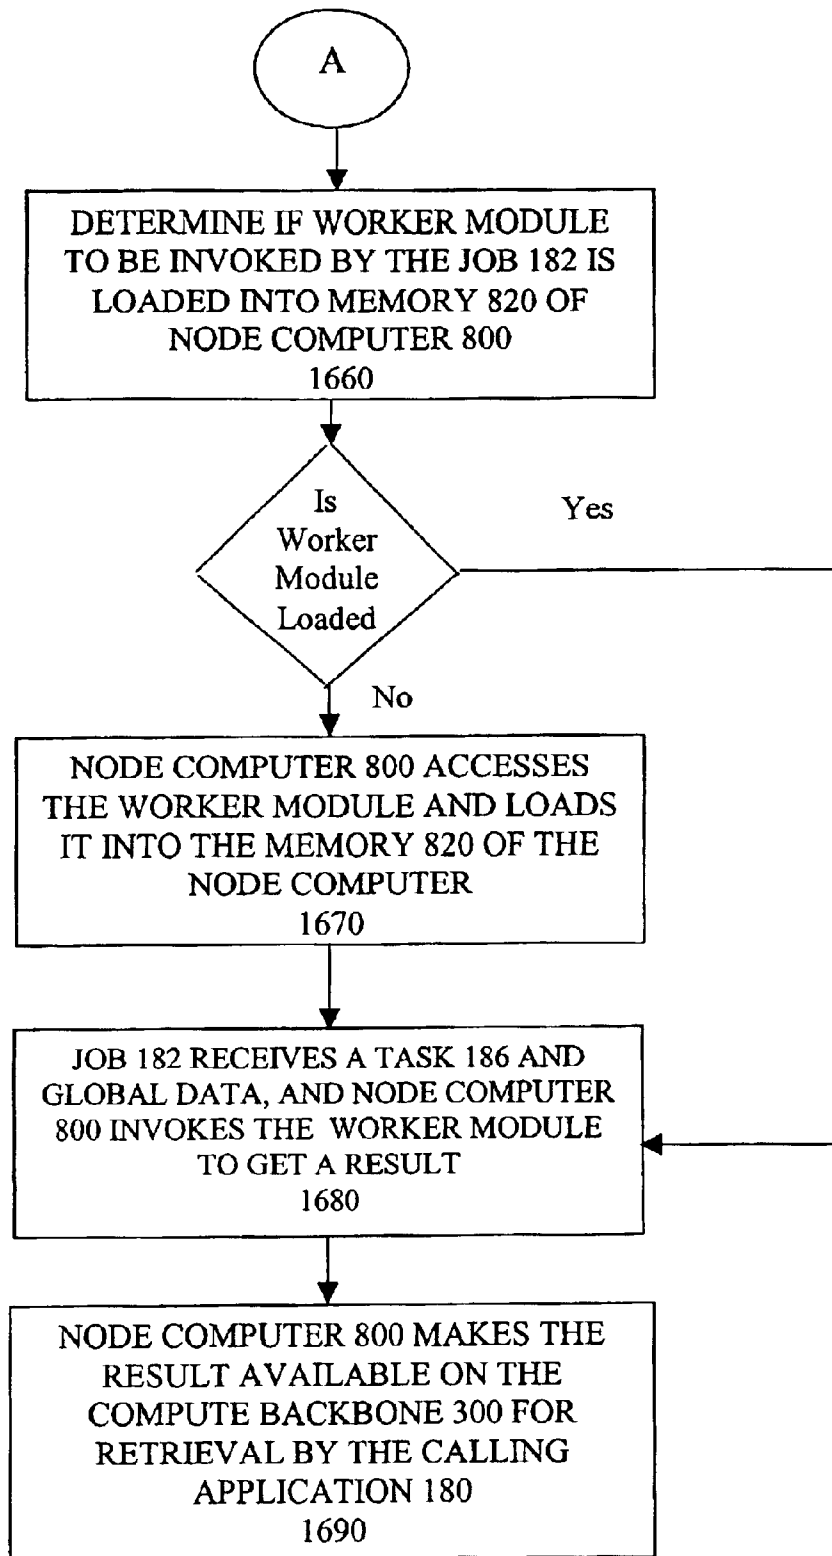 A
DETERMINE IF WORKER MODULE
TO BE INVOKED BY THE JOB 182 IS
LOADED INTO MEMORY 820 OF
NODE COMPUTER 800
1660
Is
Worker
Module
Loaded
Yes
No
NODE COMPUTER 800 ACCESSES
THE WORKER MODULE AND LOADS
IT INTO THE MEMORY 820 OF THE
NODE COMPUTER
1670
JOB 182 RECEIVES A TASK 186 AND
GLOBAL DATA, AND NODE COMPUTER
800 INVOKES THE WORKER MODULE
TO GET A RESULT
1680
NODE COMPUTER 800 MAKES THE
RESULT AVAILABLE ON THE
COMPUTE BACKBONE 300 FOR
RETRIEVAL BY THE CALLING
APPLICATION 180
1690